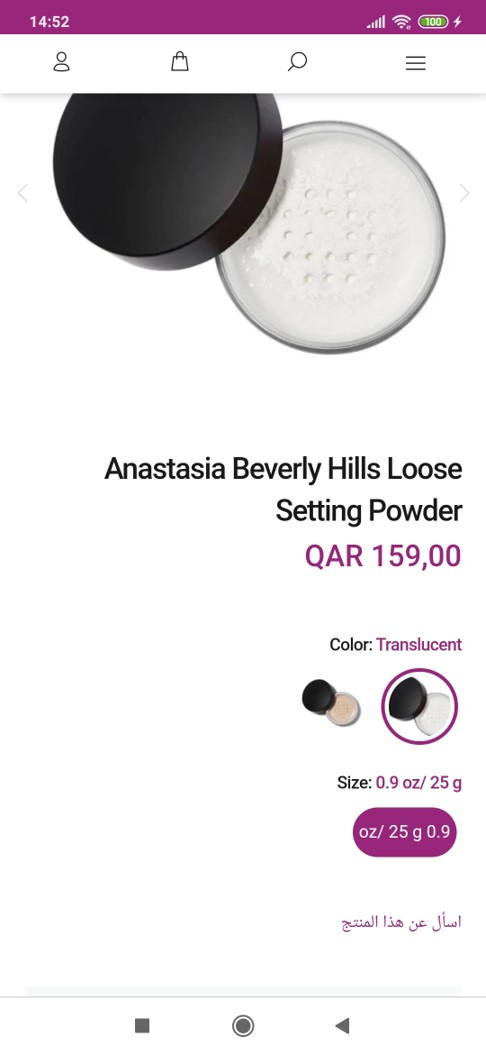 14:52
100
Anastasia Beverly Hills Loose
Setting Powder
QAR 159,00
Color: Translucent
Size: 0.9 oz/ 25 g
oz/ 25 g 0.9
اسأل عن هذا المنتج